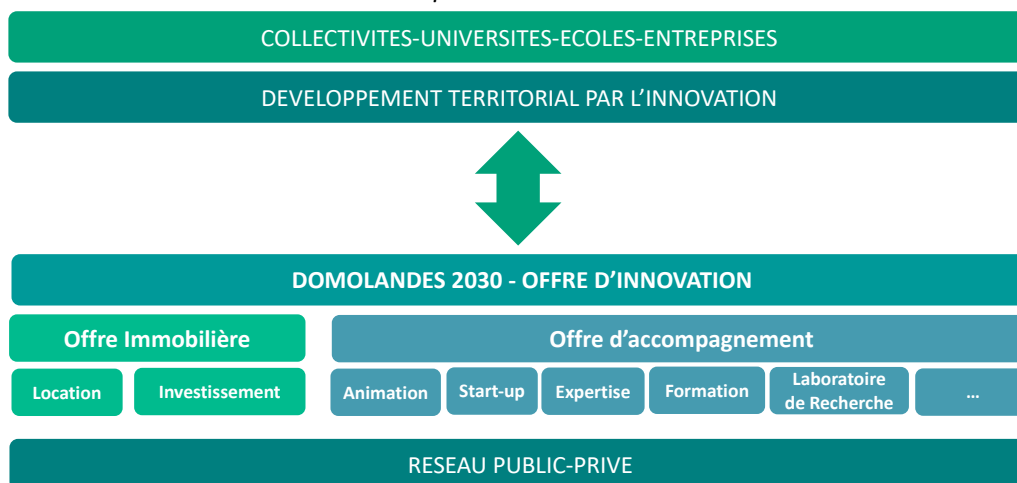 COLLECTIVITES-UNIVERSITES-ECOLES-ENTREPRISES
DEVELOPPEMENT TERRITORIAL PAR L’INNOVATION
DOMOLANDES 2030 - OFFRE D’INNOVATION
Offre Immobilière
Offre d’accompagnement
Location
Investissement
Animation
Start-up
Expertise
Formation
Laboratoire
de Recherche
...
RESEAU PUBLIC-PRIVE